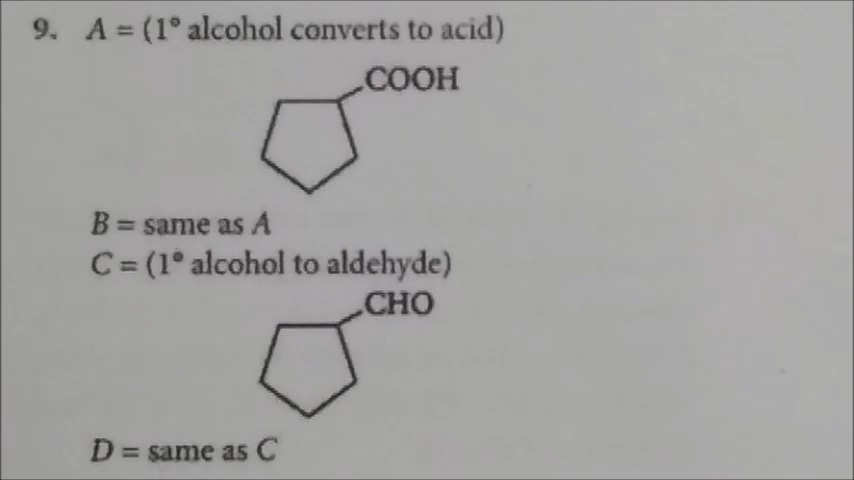 9. A = (1° alcohol converts to acid)
COOH
B = same as A
C = (1° alcohol to aldehyde)
CHO
D = same as C